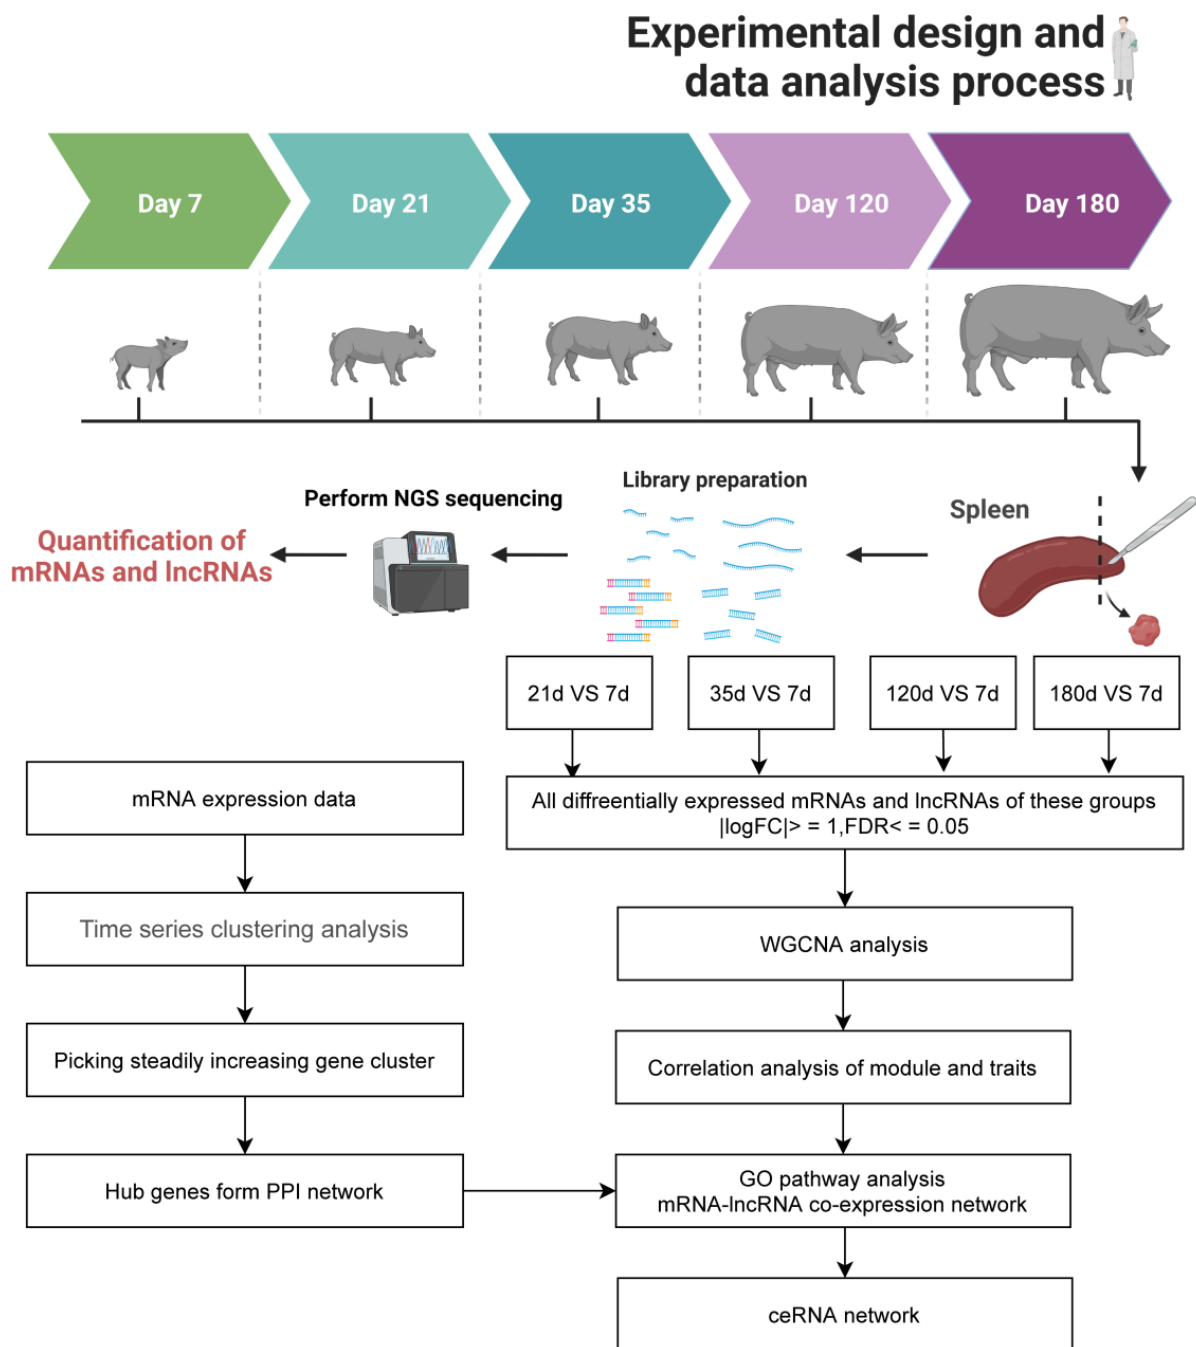 Experimental design and
data analysis process
Day 7
Day 21
Day 35
Day 120
Day 180
Library preparation
Perform NGS sequencing
Spleen
Quantification of
mRNAs and lncRNAs
21d VS 7d
35d VS 7d
120d VS 7d
180d VS 7d
mRNA expression data
All diffreentially expressed mRNAs and lncRNAs of these groups
|logFC|> = 1,FDR< = 0.05
Time series clustering analysis
WGCNA analysis
Picking steadily increasing gene cluster
Correlation analysis of module and traits
Hub genes form PPI network
GO pathway analysis
mRNA-lncRNA co-expression network
ceRNA network